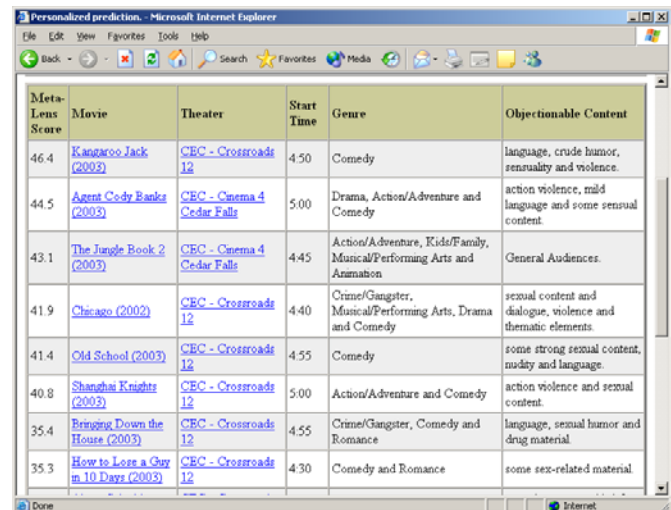 Personalized prediction. - Microsoft Internet Explorer
File Edit View Favorites Tools Help
Back Search Favorites Media
Meta-
Lens
Score
Movie
Theater
Start
Time
Genre
Objectionable Content
46.4
Kangaroo Jack
(2003)
CEC - Crossroads
12
4:50
Comedy
language, crude humor,
sensuality and violence.
44.5
Agent Cody Banks
(2003)
CEC - Cinema 4
Cedar Falls
5:00
Drama, Action/Adventure and
Comedy
action violence, mild
language and some sensual
content.
43.1
The Jungle Book 2
(2003)
CEC - Cinema 4
Cedar Falls
4:45
Action/Adventure, Kids/Family,
Musical/Performing Arts and
Animation
General Audiences.
41.9
Chicago (2002)
CEC - Crossroads
12
4:40
Crime/Gangster,
Musical/Performing Arts, Drama
and Comedy
sexual content and
dialogue, violence and
thematic elements.
41.4
Old School (2003)
CEC - Crossroads
12
4:55
Comedy
some strong sexual content,
nudity and language.
40.8
Shanghai Knights
(2003)
CEC - Crossroads
12
5:00
Action/Adventure and Comedy
action violence and sexual
content.
35.4
Bringing Down the
House (2003)
CEC - Crossroads
12
4:55
Crime/Gangster, Comedy and
Romance
language, sexual humor and
drug material.
35.3
How to Lose a Guy
in 10 Days (2003)
CEC - Crossroads
12
4:30
Comedy and Romance
some sex-related material.
Done
Internet